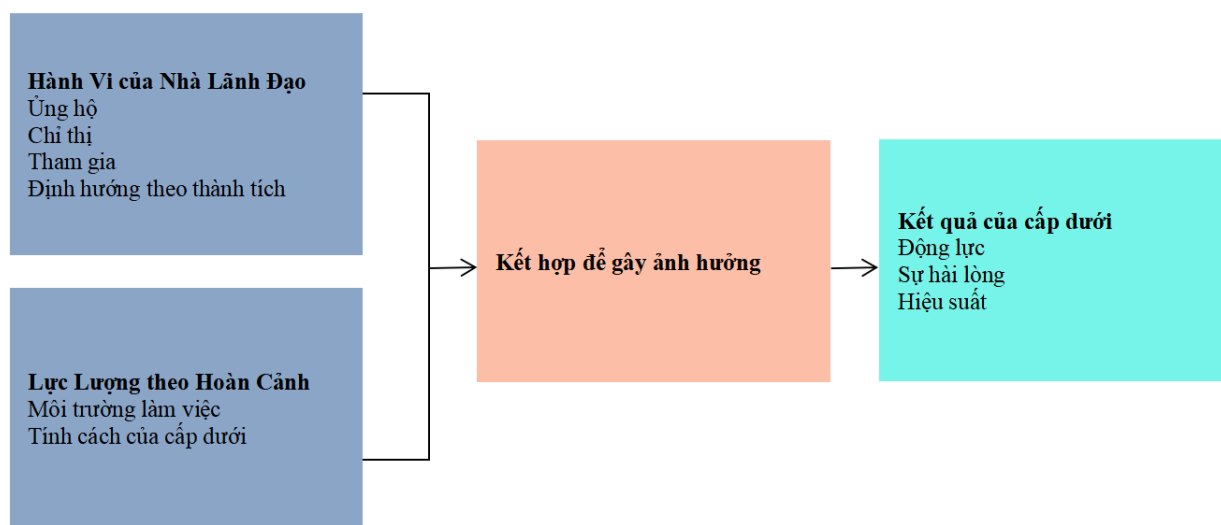 Hành Vi của Nhà Lãnh Đạo
Ủng hộ
Chỉ thị
Tham gia
Định hướng theo thành tích
Lực Lượng theo Hoàn Cảnh
Môi trường làm việc
Tính cách của cấp dưới
Kết hợp để gây ảnh hưởng
Kết quả của cấp dưới
Động lực
Sự hài lòng
Hiệu suất